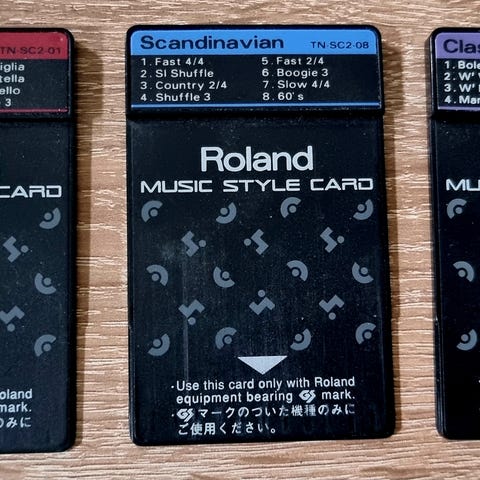 TN-SC2-01
iglia
tella
ello
3
CARD
oland
mark.
のみに
Scandinavian TN-SC2-08
1. Fast 4/4 5. Fast 2/4
2. Sl Shuffle 6. Boogie 3
3. Country 2/4 7. Slow 4/4
4. Shuffle 3 8. 60's
Roland
MUSIC STYLE CARD
·Use this card only with Roland
equipment bearing GS mark.
·GS マークのついた機種のみに
ご使用ください。
Clas
1. Bole
2. W'
3. W'
4. Mar
MU